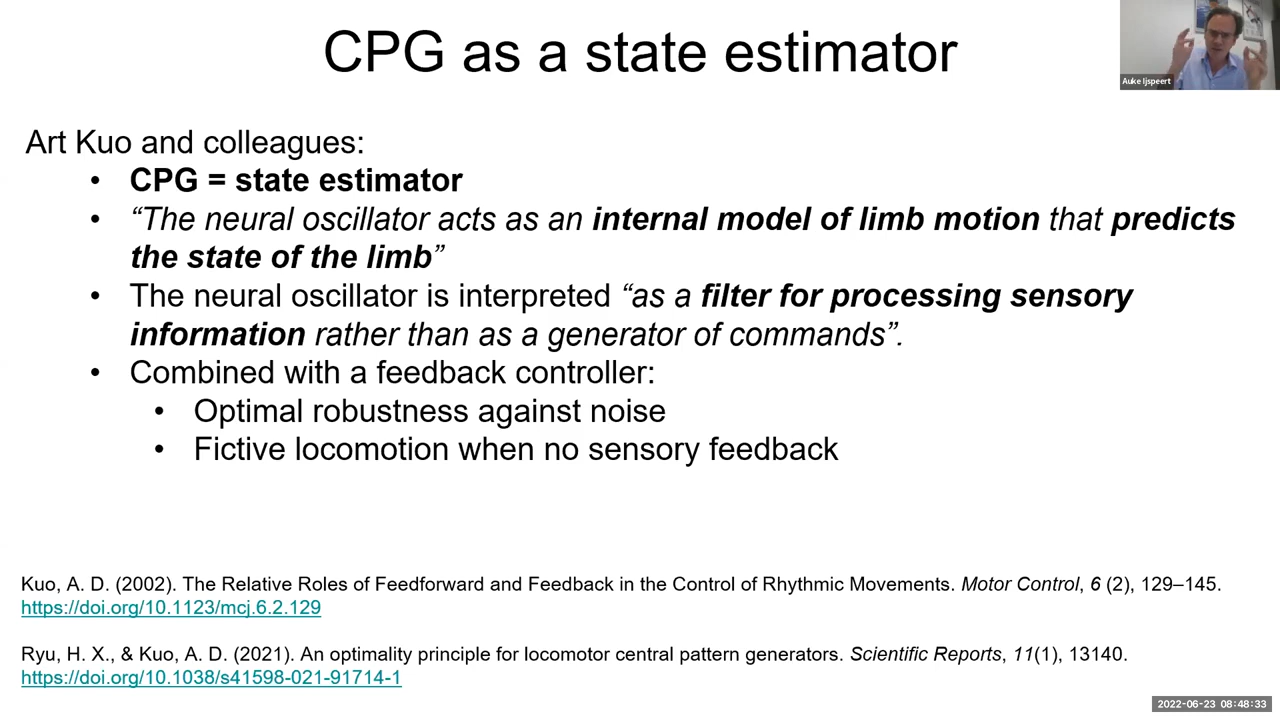 CPG as a state estimator
Auke Ijspeert
Art Kuo and colleagues:
• CPG = state estimator
• “The neural oscillator acts as an internal model of limb motion that predicts
the state of the limb”
• The neural oscillator is interpreted “as a filter for processing sensory
information rather than as a generator of commands”.
• Combined with a feedback controller:
• Optimal robustness against noise
• Fictive locomotion when no sensory feedback
Kuo, A. D. (2002). The Relative Roles of Feedforward and Feedback in the Control of Rhythmic Movements. Motor Control, 6 (2), 129–145.
https://doi.org/10.1123/mcj.6.2.129
Ryu, H. X., & Kuo, A. D. (2021). An optimality principle for locomotor central pattern generators. Scientific Reports, 11(1), 13140.
https://doi.org/10.1038/s41598-021-91714-1
2022-06-23 08:48:33